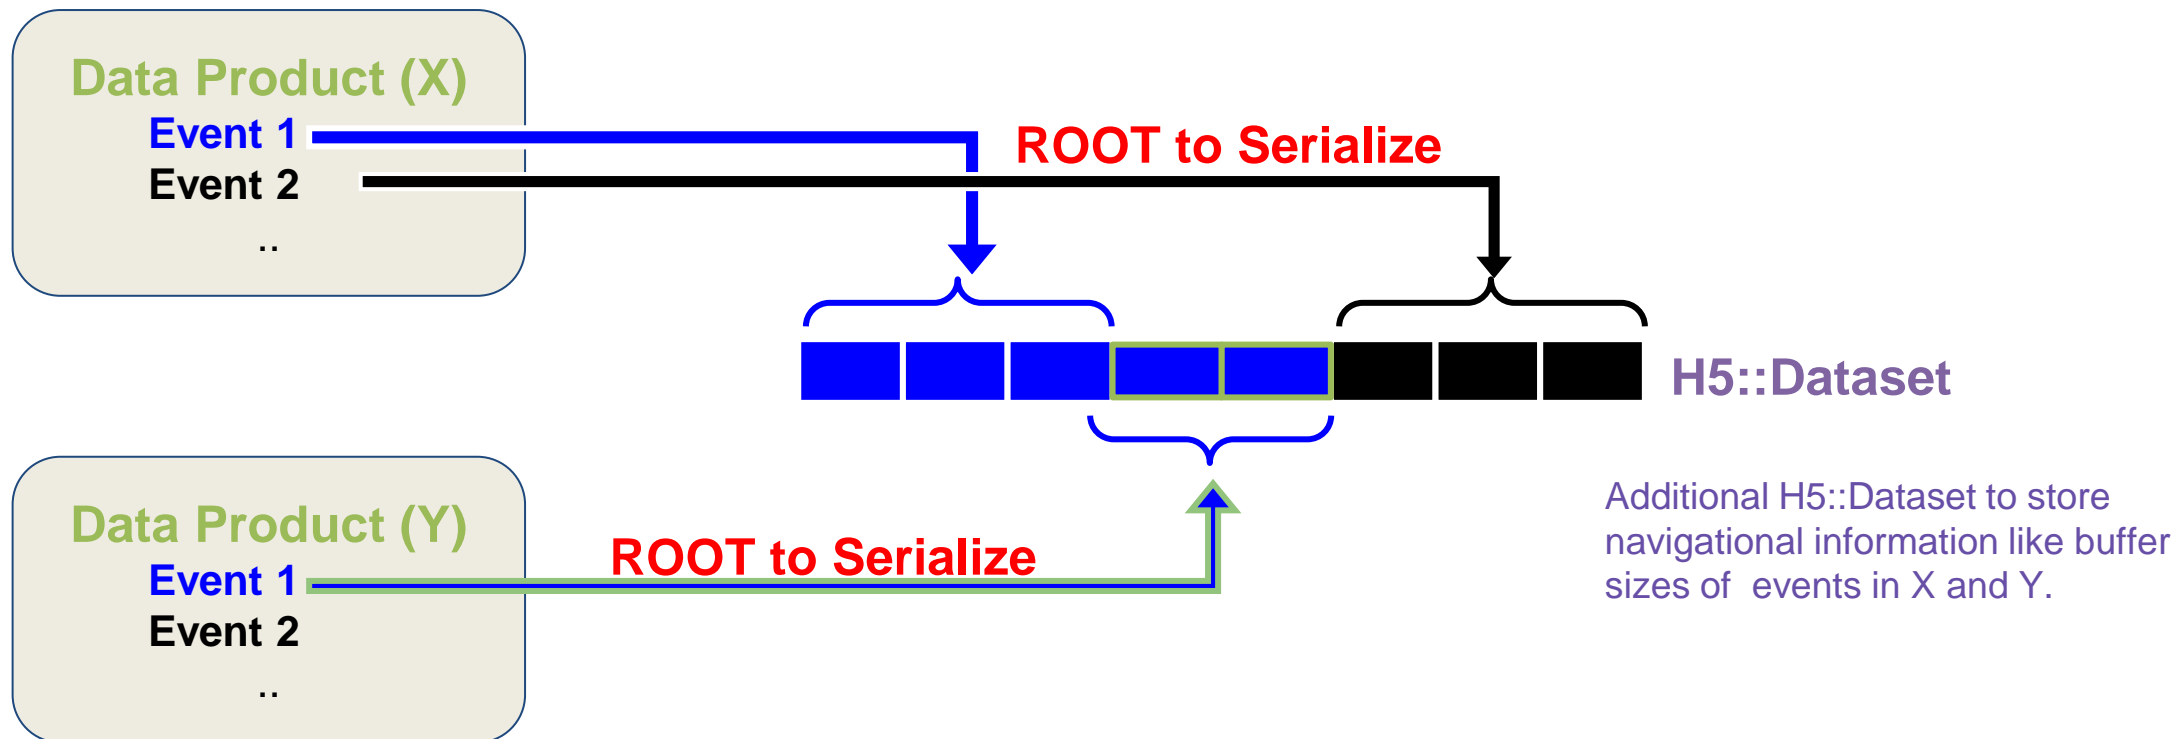 Data Product (X)
Event 1
Event 2
..
ROOT to Serialize
H5::Dataset
Data Product (Y)
Event 1
Event 2
..
ROOT to Serialize
Additional H5::Dataset to store
navigational information like buffer
sizes of  events in X and Y.